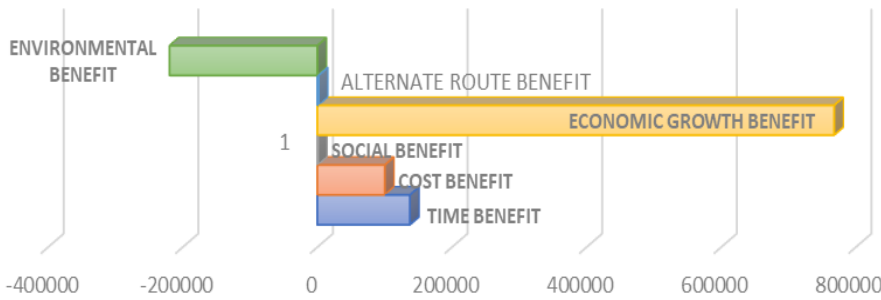 ENVIRONMENTAL
BENEFIT
ALTERNATE ROUTE BENEFIT
ECONOMIC GROWTH BENEFIT
1
SOCIAL BENEFIT
COST BENEFIT
TIME BENEFIT
-400000 -200000 0 200000 400000 600000 800000